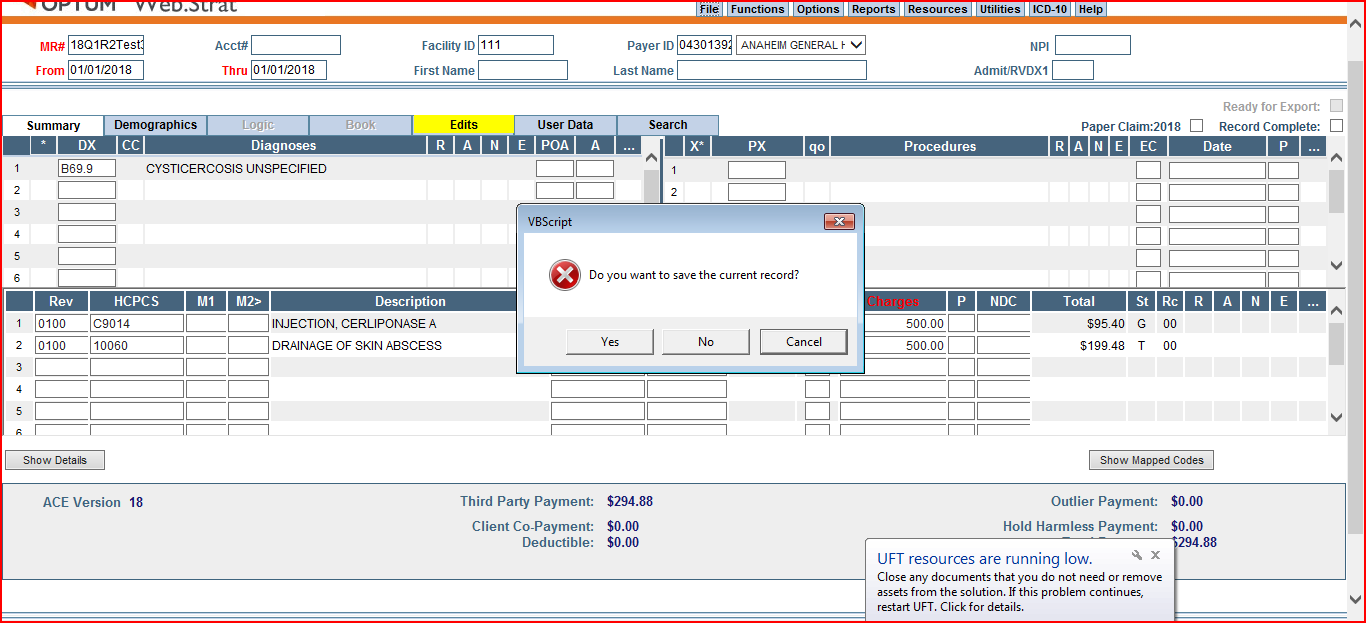 OPTUM Web.Strat File Functions Options Reports Resources Utilities ICD-10 Help
MR# 18Q1R2Test3 Acct# Facility ID 111 Payer ID 04301392 ANAHEIM GENERAL H NPI
From 01/01/2018 Thru 01/01/2018 First Name Last Name Admit/RVDX1
Ready for Export:
Summary Demographics Logic Book Edits User Data Search Paper Claim:2018 Record Complete:
* DX CC Diagnoses R A N E POA A ... X* PX qo Procedures R A N E EC Date P ...
1 B69.9 CYSTICERCOSIS UNSPECIFIED 1
2 2
3
4
5
6
VBScript
Do you want to save the current record?
Yes No Cancel
Rev HCPCS M1 M2> Description Charges P NDC Total St Rc R A N E ...
1 0100 C9014 INJECTION, CERLIPONASE A 500.00 $95.40 G 00
2 0100 10060 DRAINAGE OF SKIN ABSCESS 500.00 $199.48 T 00
3
4
5
6
Show Details Show Mapped Codes
ACE Version 18 Third Party Payment: $294.88 Outlier Payment: $0.00
Client Co-Payment: $0.00 Hold Harmless Payment: $0.00
Deductible: $0.00 $294.88
UFT resources are running low.
Close any documents that you do not need or remove
assets from the solution. If this problem continues,
restart UFT. Click for details.